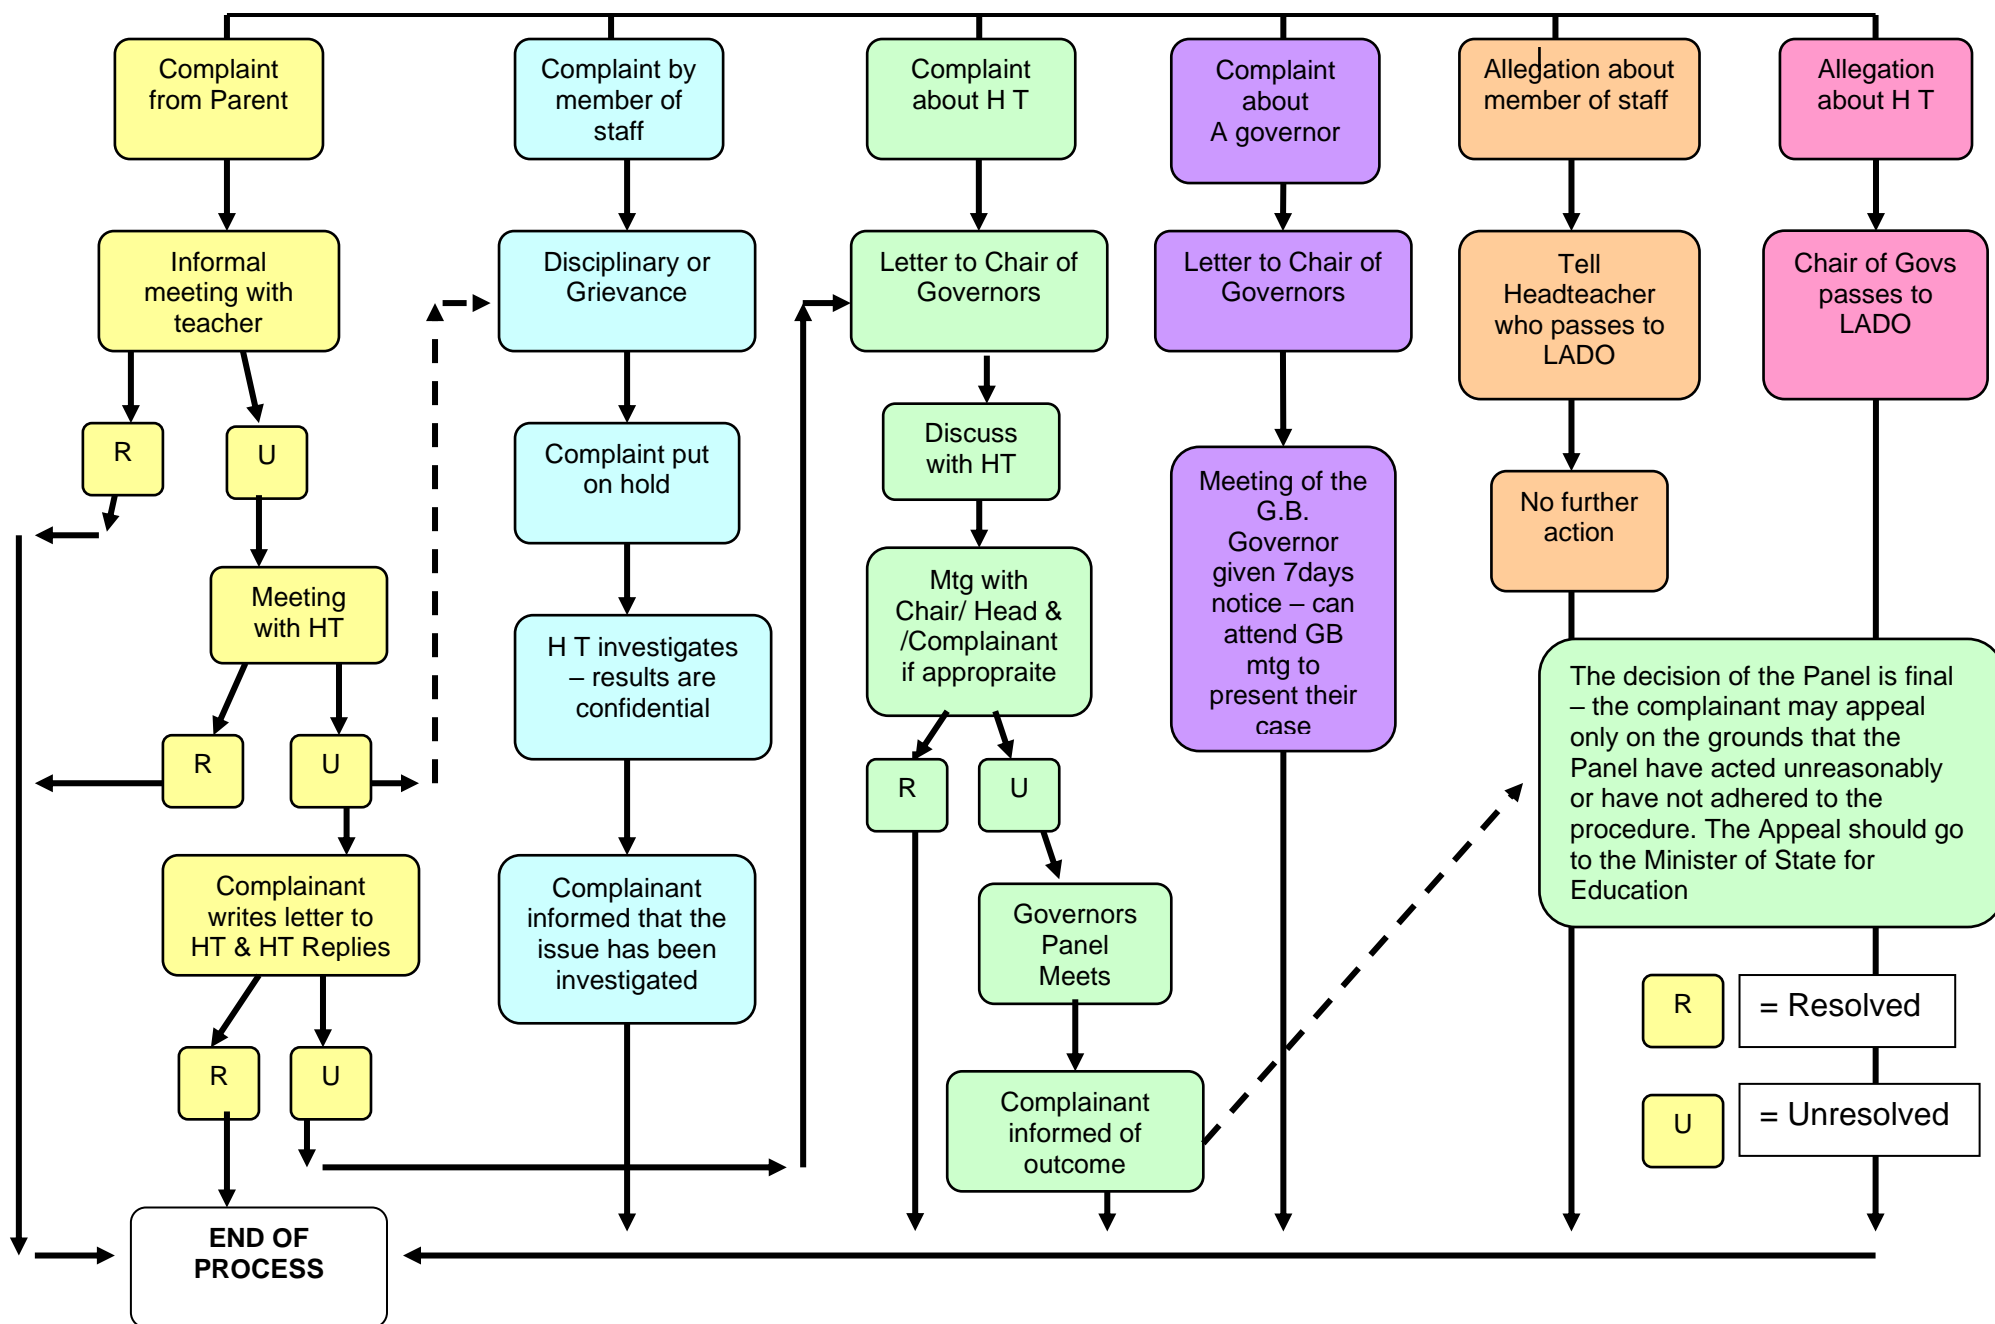 Complaint
from Parent
Complaint by
member of
staff
Complaint
about H T
Complaint
about
A governor
Allegation about
member of staff
Allegation
about H T
Informal
meeting with
teacher
Disciplinary or
Grievance
Letter to Chair of
Governors
Letter to Chair of
Governors
Tell
Headteacher
who passes to
LADO
Chair of Govs
passes to
LADO
R
U
Complaint put
on hold
Discuss
with HT
Meeting of the
G.B.
Governor
given 7days
notice – can
attend GB
mtg to
present their
case
No further
action
Meeting
with HT
H T investigates
– results are
confidential
Mtg with
Chair/ Head &
/Complainant
if appropraite
The decision of the Panel is final
– the complainant may appeal
only on the grounds that the
Panel have acted unreasonably
or have not adhered to the
procedure. The Appeal should go
to the Minister of State for
Education
R
U
R
U
Complainant
writes letter to
HT & HT Replies
Complainant
informed that the
issue has been
investigated
Governors
Panel
Meets
R
= Resolved
R
U
Complainant
informed of
outcome
U
= Unresolved
END OF
PROCESS